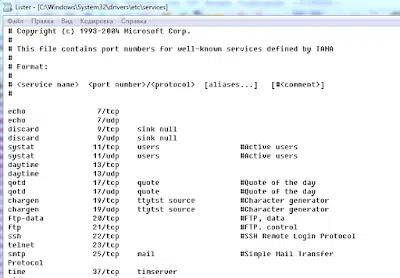 Lister - [C:\Windows\System32\drivers\etc\services]
Файл Правка Вид Кодировка Справка
# Copyright (c) 1993-2004 Microsoft Corp.
#
# This file contains port numbers for well-known services defined by IANA
#
# Format:
#
# <service name> <port number>/<protocol> [aliases...] [#<comment>]
#
echo 7/tcp
echo 7/udp
discard 9/tcp sink null
discard 9/udp sink null
systat 11/tcp users #Active users
systat 11/udp users #Active users
daytime 13/tcp
daytime 13/udp
qotd 17/tcp quote #Quote of the day
qotd 17/udp quote #Quote of the day
chargen 19/tcp ttytst source #Character generator
chargen 19/udp ttytst source #Character generator
ftp-data 20/tcp #FTP, data
ftp 21/tcp #FTP. control
ssh 22/tcp #SSH Remote Login Protocol
telnet 23/tcp
smtp 25/tcp mail #Simple Mail Transfer
Protocol
time 37/tcp timserver